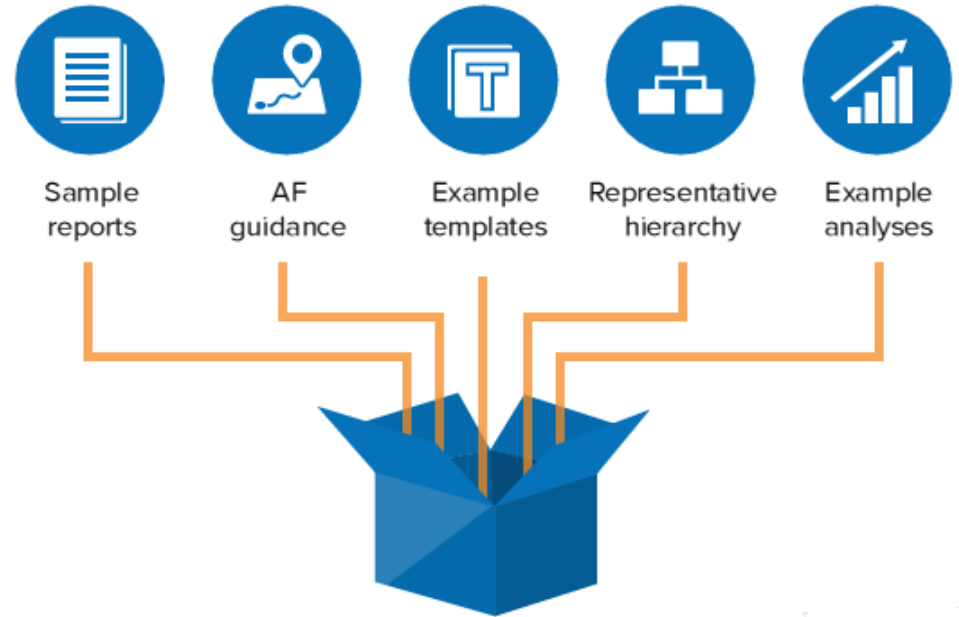 Sample
reports
AF
guidance
T
Example
templates
Representative
hierarchy
Example
analyses